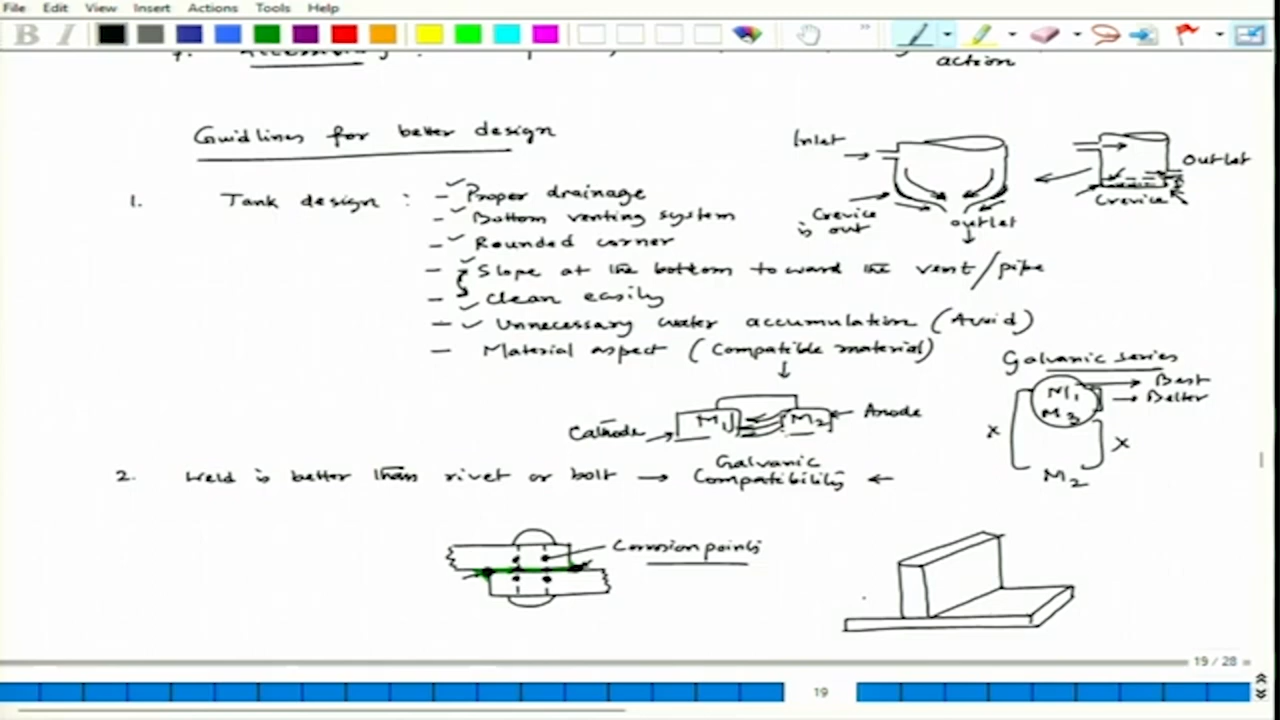 File Edit View Insert Actions Tools Help
B I
action
Guidlines for better design
1. Tank design : - Proper drainage
- Bottom venting system
- Rounded corner
- Slope at the bottom toward the vent/pipe
- Clean easily
- Unnecessary water accumulation (Avoid)
- Material aspect (Compatible material)
Inlet
Crevice is out
outlet
outlet
Crevice
Galvanic series
M1
M3
Best
Better
X
X
M2
Cathode
M1
M2
Anode
2. Weld is better than rivet or bolt → Galvanic Compatibility ←
Corrosion points
19 / 28
19